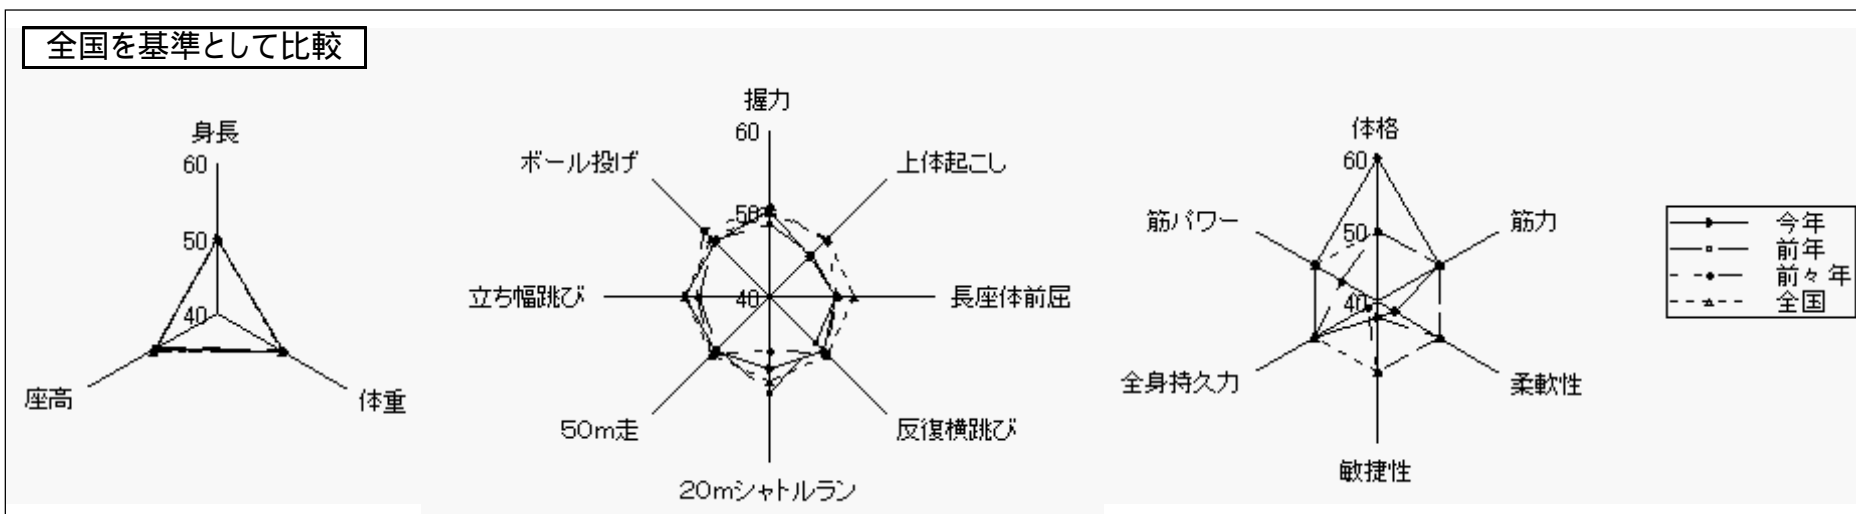 全国を基準として比較
身長
60
50
40
座高
体重
握力
60
ボール投げ
上体起こし
50
立ち幅跳び
40
長座体前屈
50m走
反復横跳び
20mシャトルラン
体格
60
筋パワー
50
筋力
40
全身持久力
柔軟性
敏捷性
今年
前年
前々年
全国